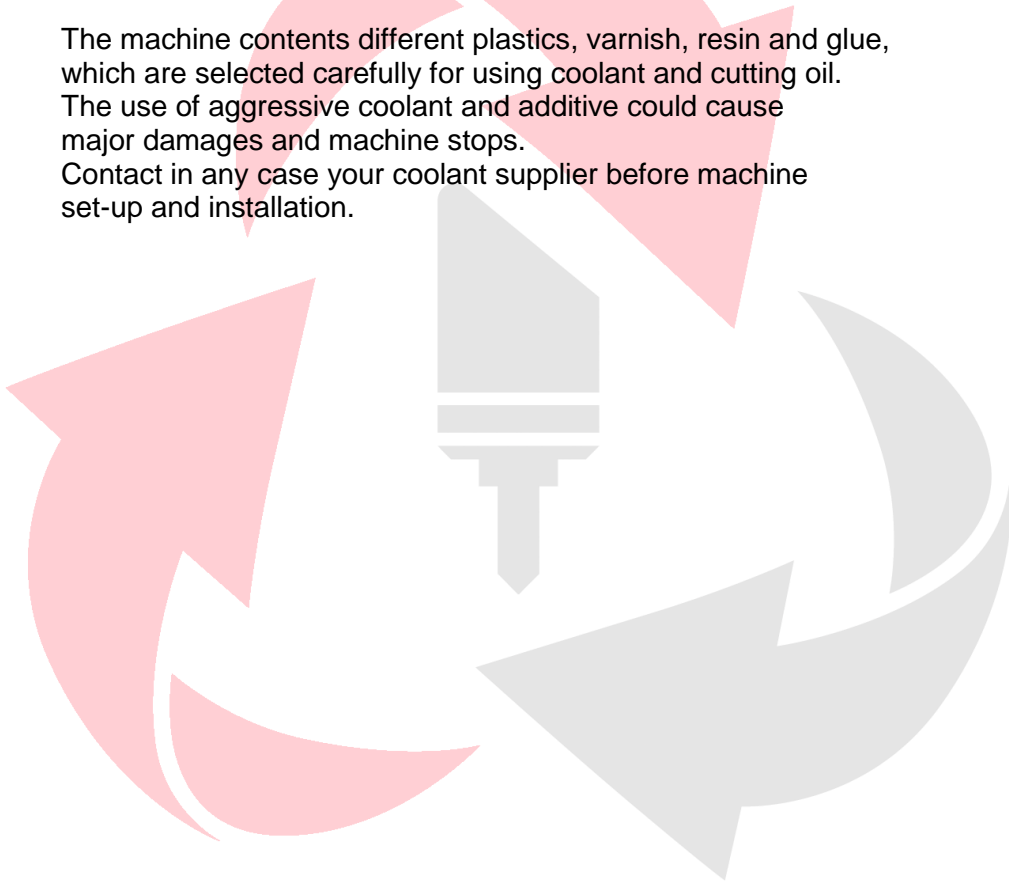 The machine contents different plastics, varnish, resin and glue,
which are selected carefully for using coolant and cutting oil.
The use of aggressive coolant and additive could cause
major damages and machine stops.
Contact in any case your coolant supplier before machine
set-up and installation.